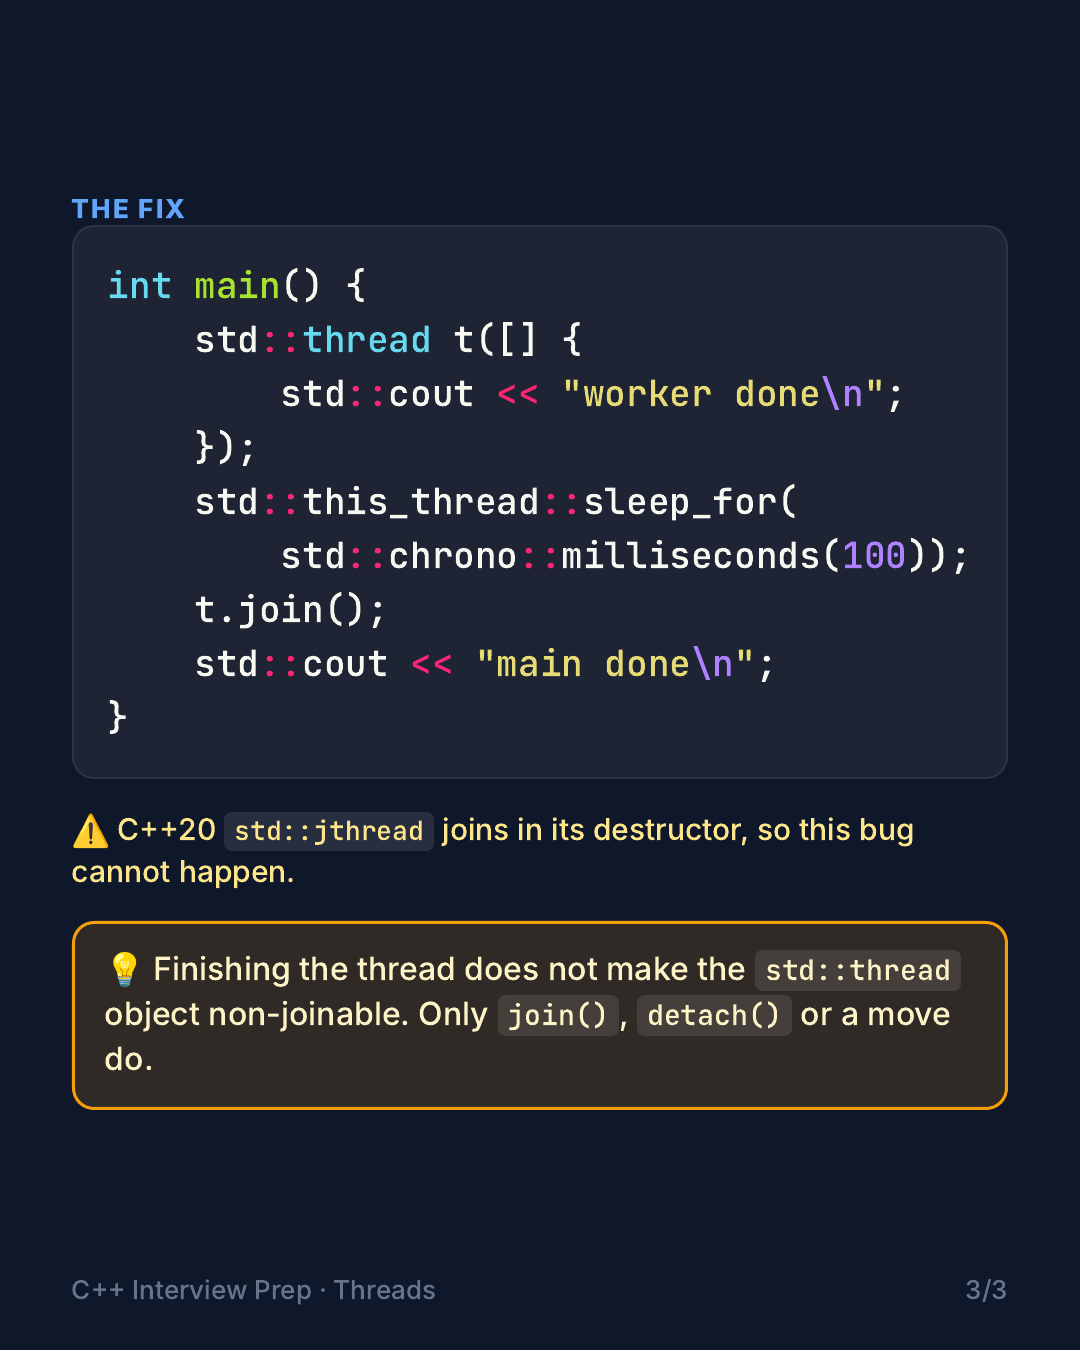 THE FIX
int main() {
    std::thread t([] {
        std::cout << "worker done\n";
    });
    std::this_thread::sleep_for(
        std::chrono::milliseconds(100));
    t.join();
    std::cout << "main done\n";
}
⚠️ C++20 std::jthread joins in its destructor, so this bug
cannot happen.
💡 Finishing the thread does not make the std::thread
object non-joinable. Only join(), detach() or a move
do.
C++ Interview Prep · Threads
3/3